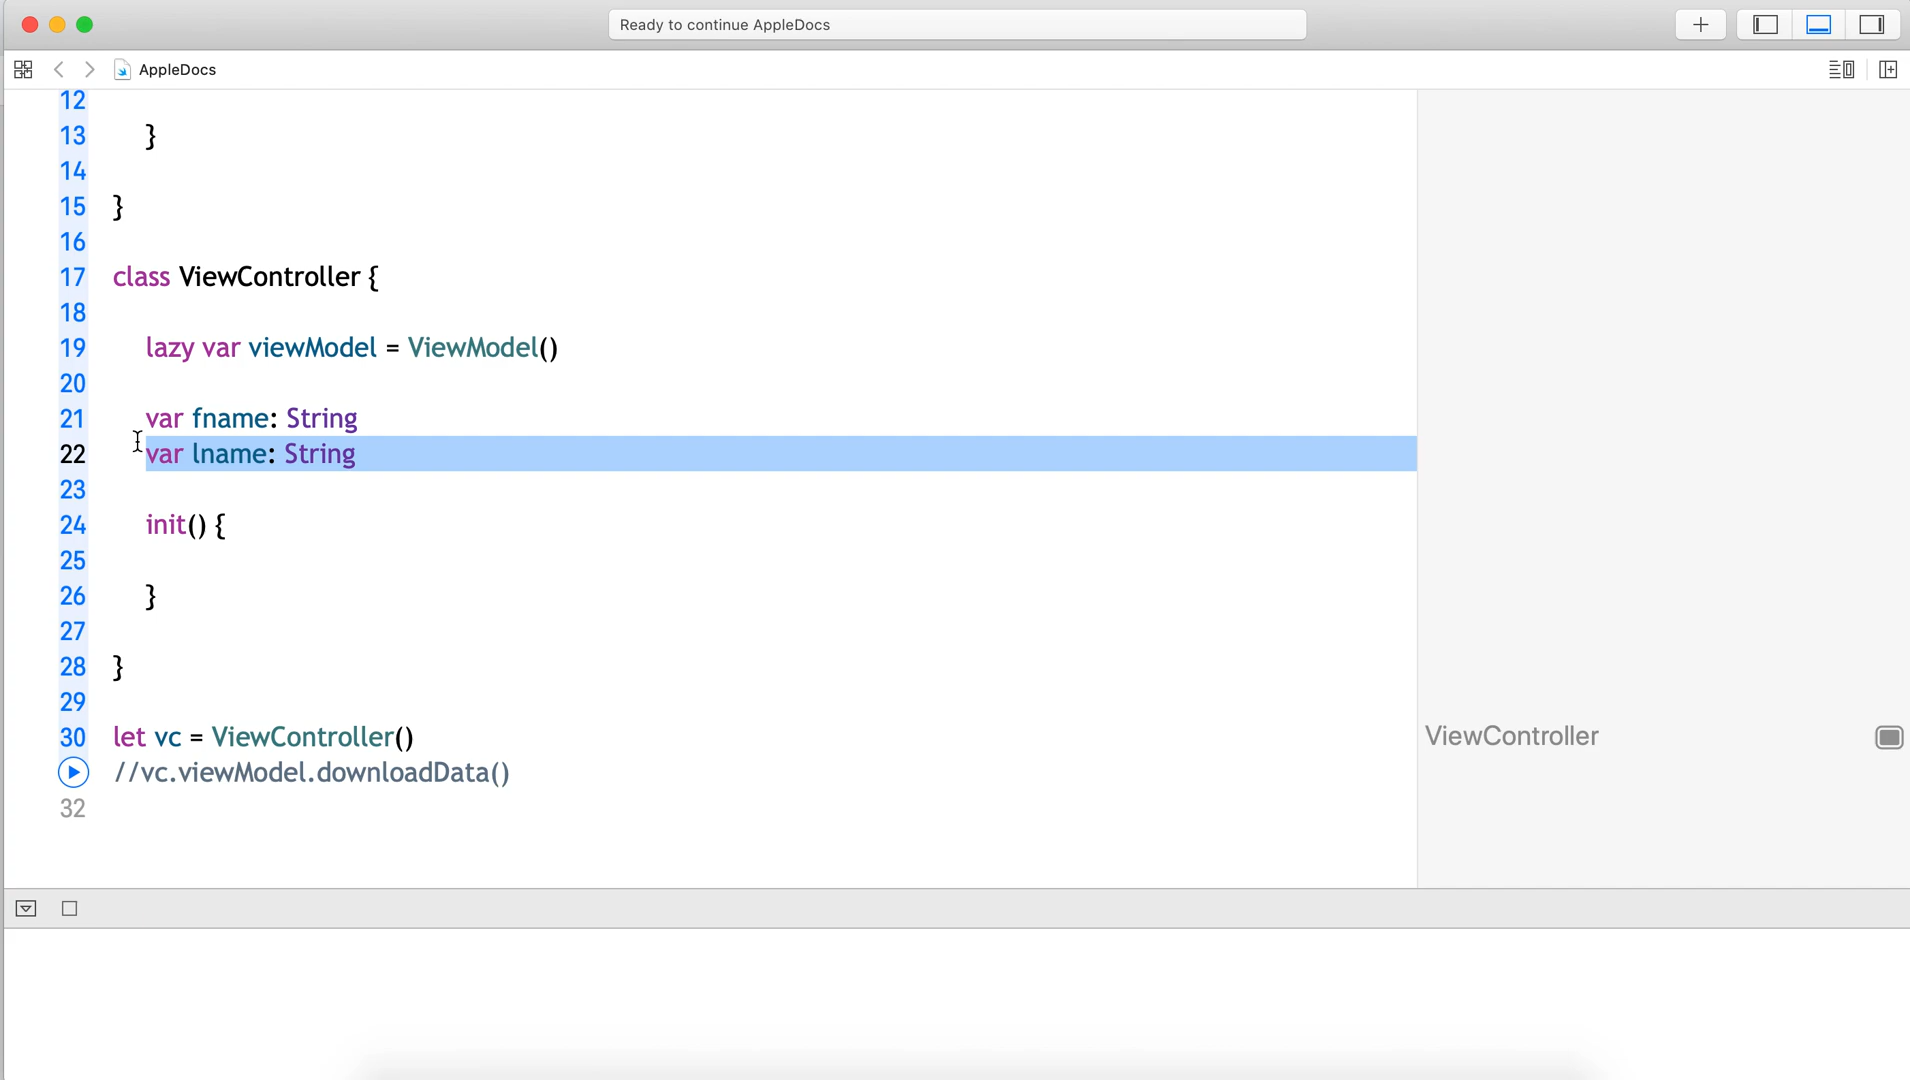 Ready to continue AppleDocs
AppleDocs
12
13 }
14
15 }
16
17 class ViewController {
18
19 lazy var viewModel = ViewModel()
20
21 var fname: String
22 var lname: String
23
24 init() {
25
26 }
27
28 }
29
30 let vc = ViewController() ViewController
//vc.viewModel.downloadData()
32